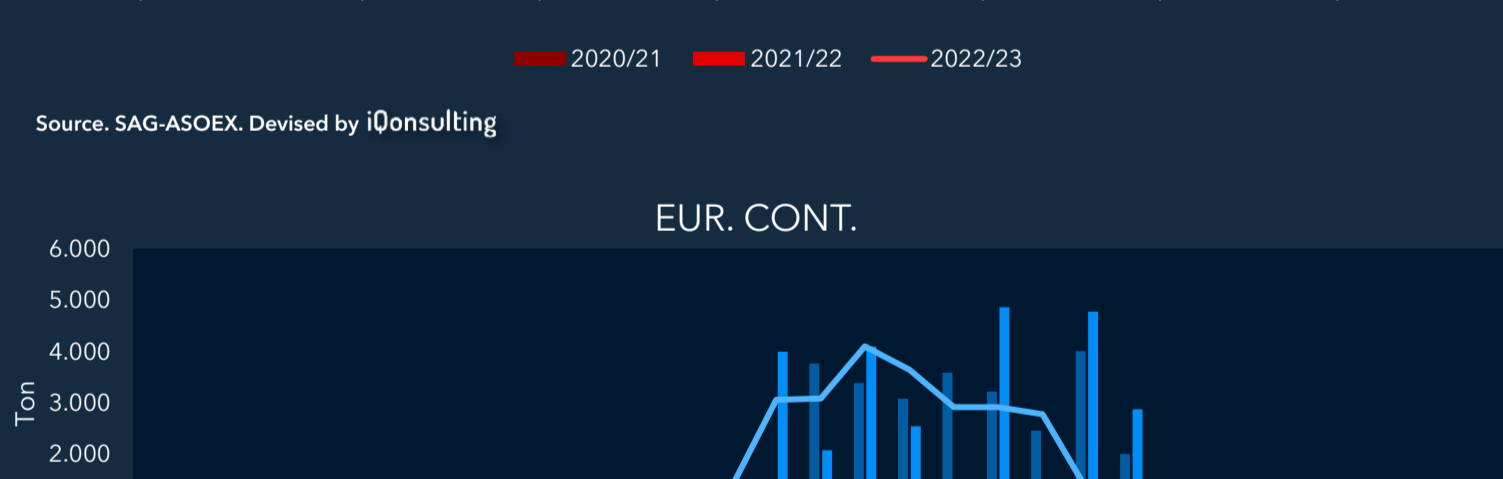 2020/21 2021/22 2022/23
Source. SAG-ASOEX. Devised by iQonsulting
EUR. CONT.
6.000
5.000
4.000
3.000
2.000
Ton